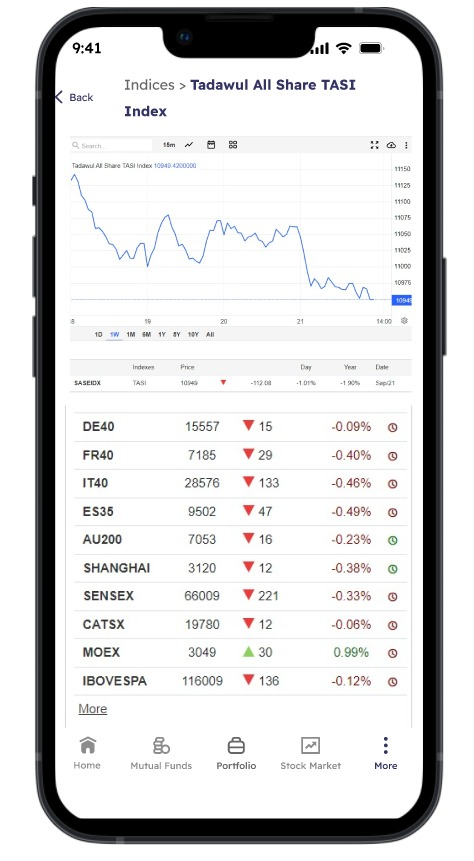 9:41
Back
Indices > Tadawul All Share TASI
Index
Search...
15m
Tadawul All Share TASI Index 10949.4200000
11150
11125
11100
11075
11050
11025
11000
10975
8 19 20 21 14:00
1D 1W 1M 6M 1Y 5Y 10Y All
Indexes Price Day Year Date
SASEIDX TASI 10949 -112.08 -1.01% -1.90% Sep/21
DE40 15557 15 -0.09%
FR40 7185 29 -0.40%
IT40 28576 133 -0.46%
ES35 9502 47 -0.49%
AU200 7053 16 -0.23%
SHANGHAI 3120 12 -0.38%
SENSEX 66009 221 -0.33%
CATSX 19780 12 -0.06%
MOEX 3049 30 0.99%
IBOVESPA 116009 136 -0.12%
More
Home Mutual Funds Portfolio Stock Market More